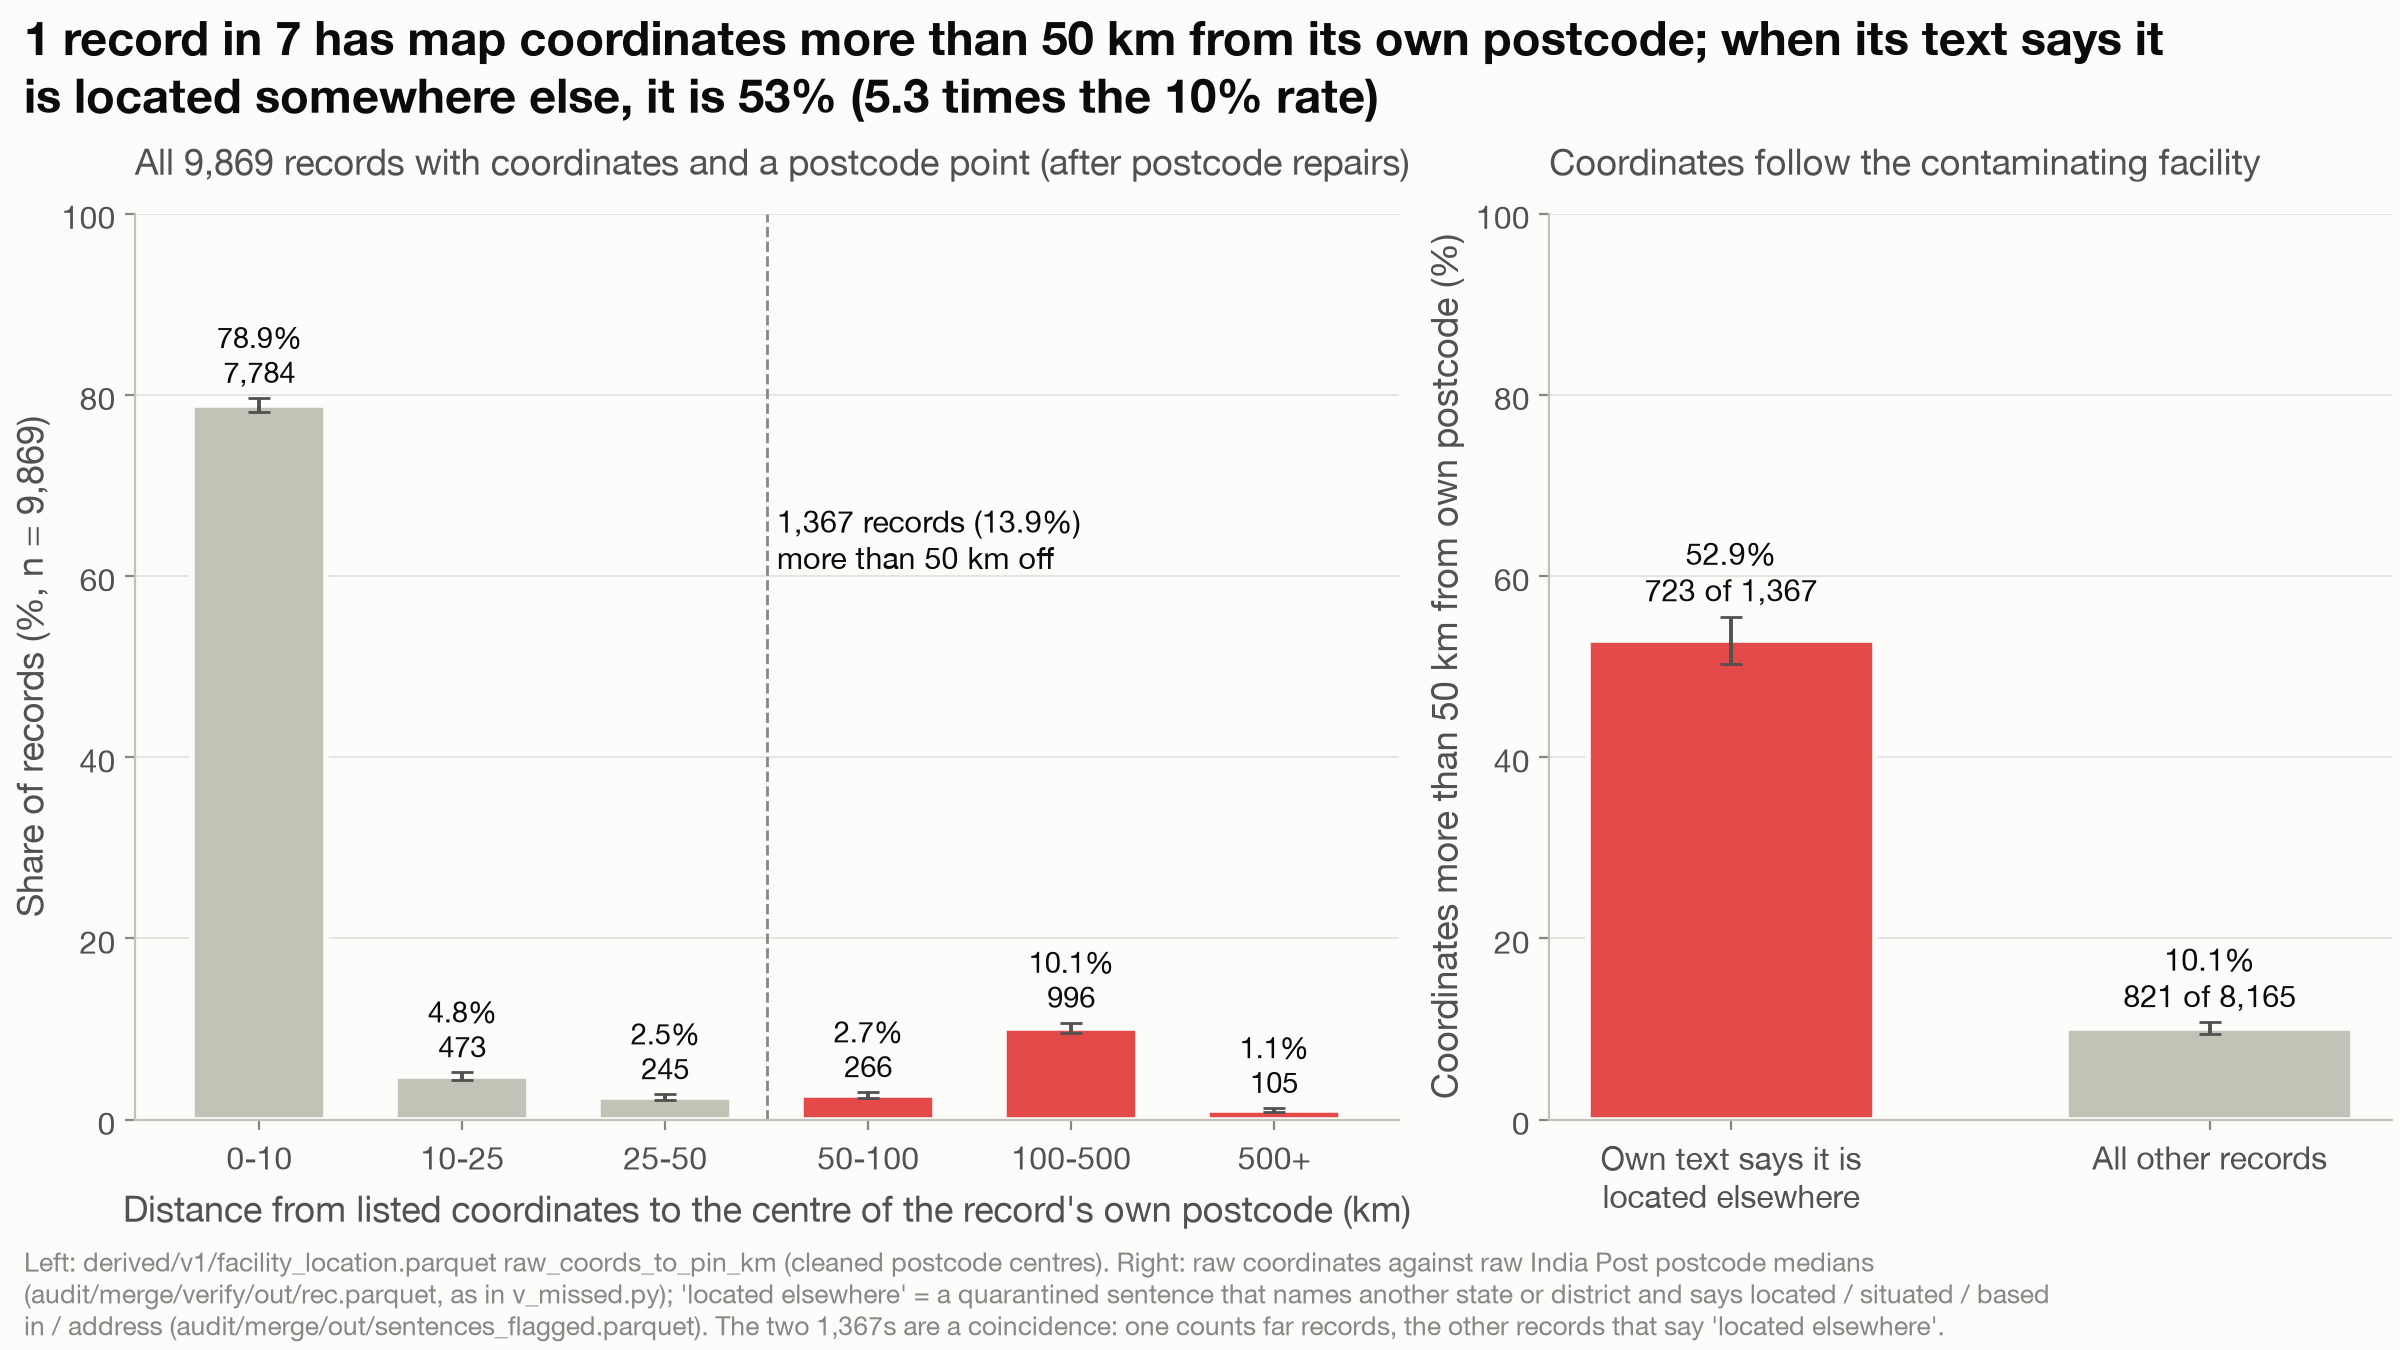 1 record in 7 has map coordinates more than 50 km from its own postcode; when its text says it
is located somewhere else, it is 53% (5.3 times the 10% rate)
All 9,869 records with coordinates and a postcode point (after postcode repairs)
Share of records (%, n = 9,869)
100
80
60
40
20
0
78.9%
7,784
4.8%
473
2.5%
245
1,367 records (13.9%)
more than 50 km off
2.7%
266
10.1%
996
1.1%
105
0-10
10-25
25-50
50-100
100-500
500+
Distance from listed coordinates to the centre of the record's own postcode (km)
Coordinates follow the contaminating facility
Coordinates more than 50 km from own postcode (%)
100
80
60
40
20
0
52.9%
723 of 1,367
10.1%
821 of 8,165
Own text says it is
located elsewhere
All other records
Left: derived/v1/facility_location.parquet raw_coords_to_pin_km (cleaned postcode centres). Right: raw coordinates against raw India Post postcode medians
(audit/merge/verify/out/rec.parquet, as in v_missed.py); 'located elsewhere' = a quarantined sentence that names another state or district and says located / situated / based
in / address (audit/merge/out/sentences_flagged.parquet). The two 1,367s are a coincidence: one counts far records, the other records that say 'located elsewhere'.